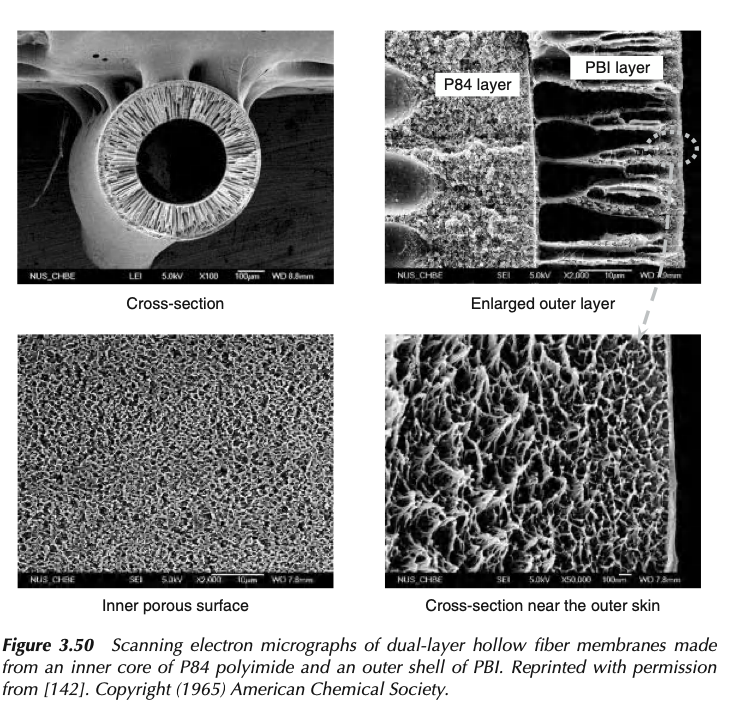 NUS_CHBE LEI 5.0kV X100 100μm WD 8.8mm
Cross-section
P84 layer
PBI layer
NUS_CHBE SEI 5.0kV X2,000 10μm WD 7.9mm
Enlarged outer layer
NUS_CHBE SEI 5.0kV X2,000 10μm WD 7.8mm
Inner porous surface
NUS_CHBE SEI 5.0kV X50,000 100nm WD 7.8mm
Cross-section near the outer skin
Figure 3.50 Scanning electron micrographs of dual-layer hollow fiber membranes made
from an inner core of P84 polyimide and an outer shell of PBI. Reprinted with permission
from [142]. Copyright (1965) American Chemical Society.